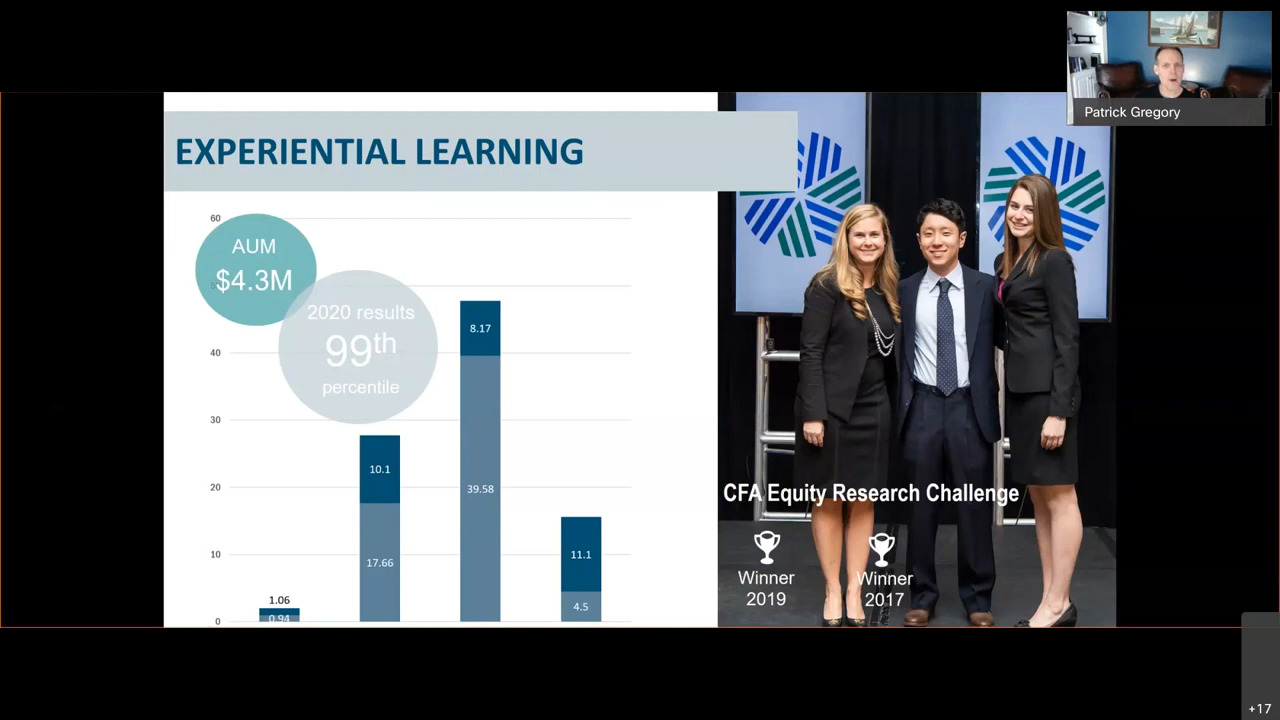 Patrick Gregory
EXPERIENTIAL LEARNING
60
AUM
$4.3M
2020 results
99th
percentile
40
30
20
10
0
1.06
0.94
10.1
17.66
8.17
39.58
11.1
4.5
CFA Equity Research Challenge
Winner
2019
Winner
2017
+17